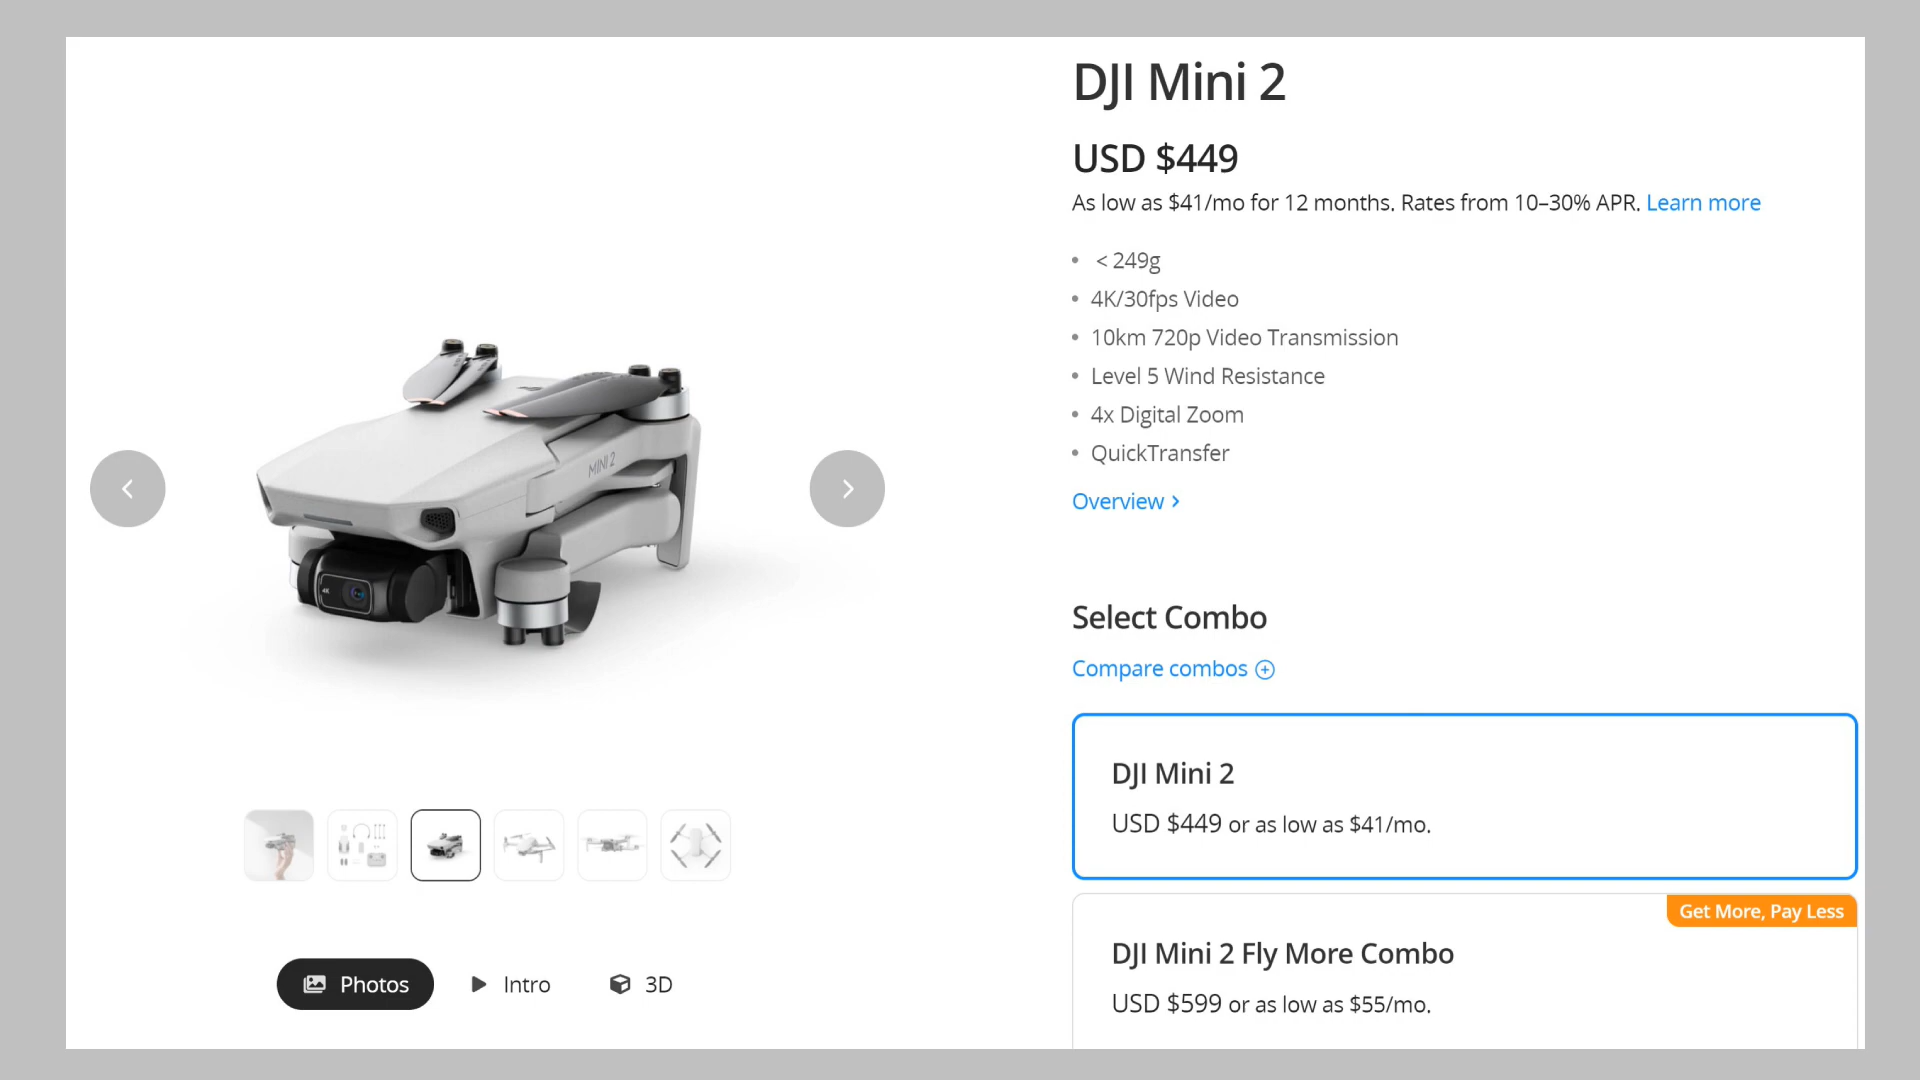 DJI Mini 2
USD $449
As low as $41/mo for 12 months. Rates from 10–30% APR. Learn more
• < 249g
• 4K/30fps Video
• 10km 720p Video Transmission
• Level 5 Wind Resistance
• 4x Digital Zoom
• QuickTransfer
Overview >
MINI 2
4K
Select Combo
Compare combos
DJI Mini 2
USD $449 or as low as $41/mo.
Get More, Pay Less
DJI Mini 2 Fly More Combo
USD $599 or as low as $55/mo.
Photos
Intro
3D